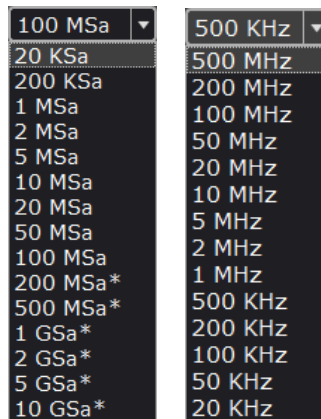 100 MSa
20 KSa
200 KSa
1 MSa
2 MSa
5 MSa
10 MSa
20 MSa
50 MSa
100 MSa
200 MSa*
500 MSa*
1 GSa*
2 GSa*
5 GSa*
10 GSa*
500 KHz
500 MHz
200 MHz
100 MHz
50 MHz
20 MHz
10 MHz
5 MHz
2 MHz
1 MHz
500 KHz
200 KHz
100 KHz
50 KHz
20 KHz